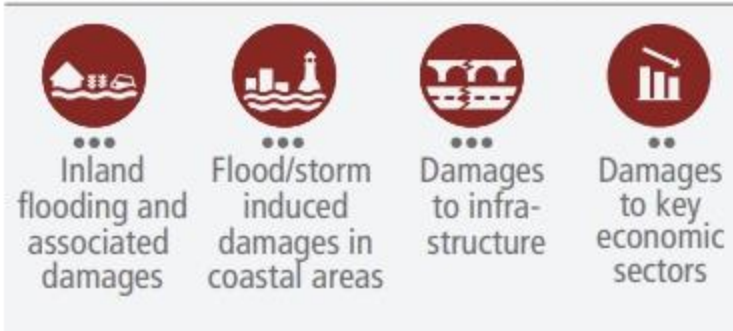 Inland
flooding and
associated
damages
Flood/storm
induced
damages in
coastal areas
Damages
to infra-
structure
Damages
to key
economic
sectors